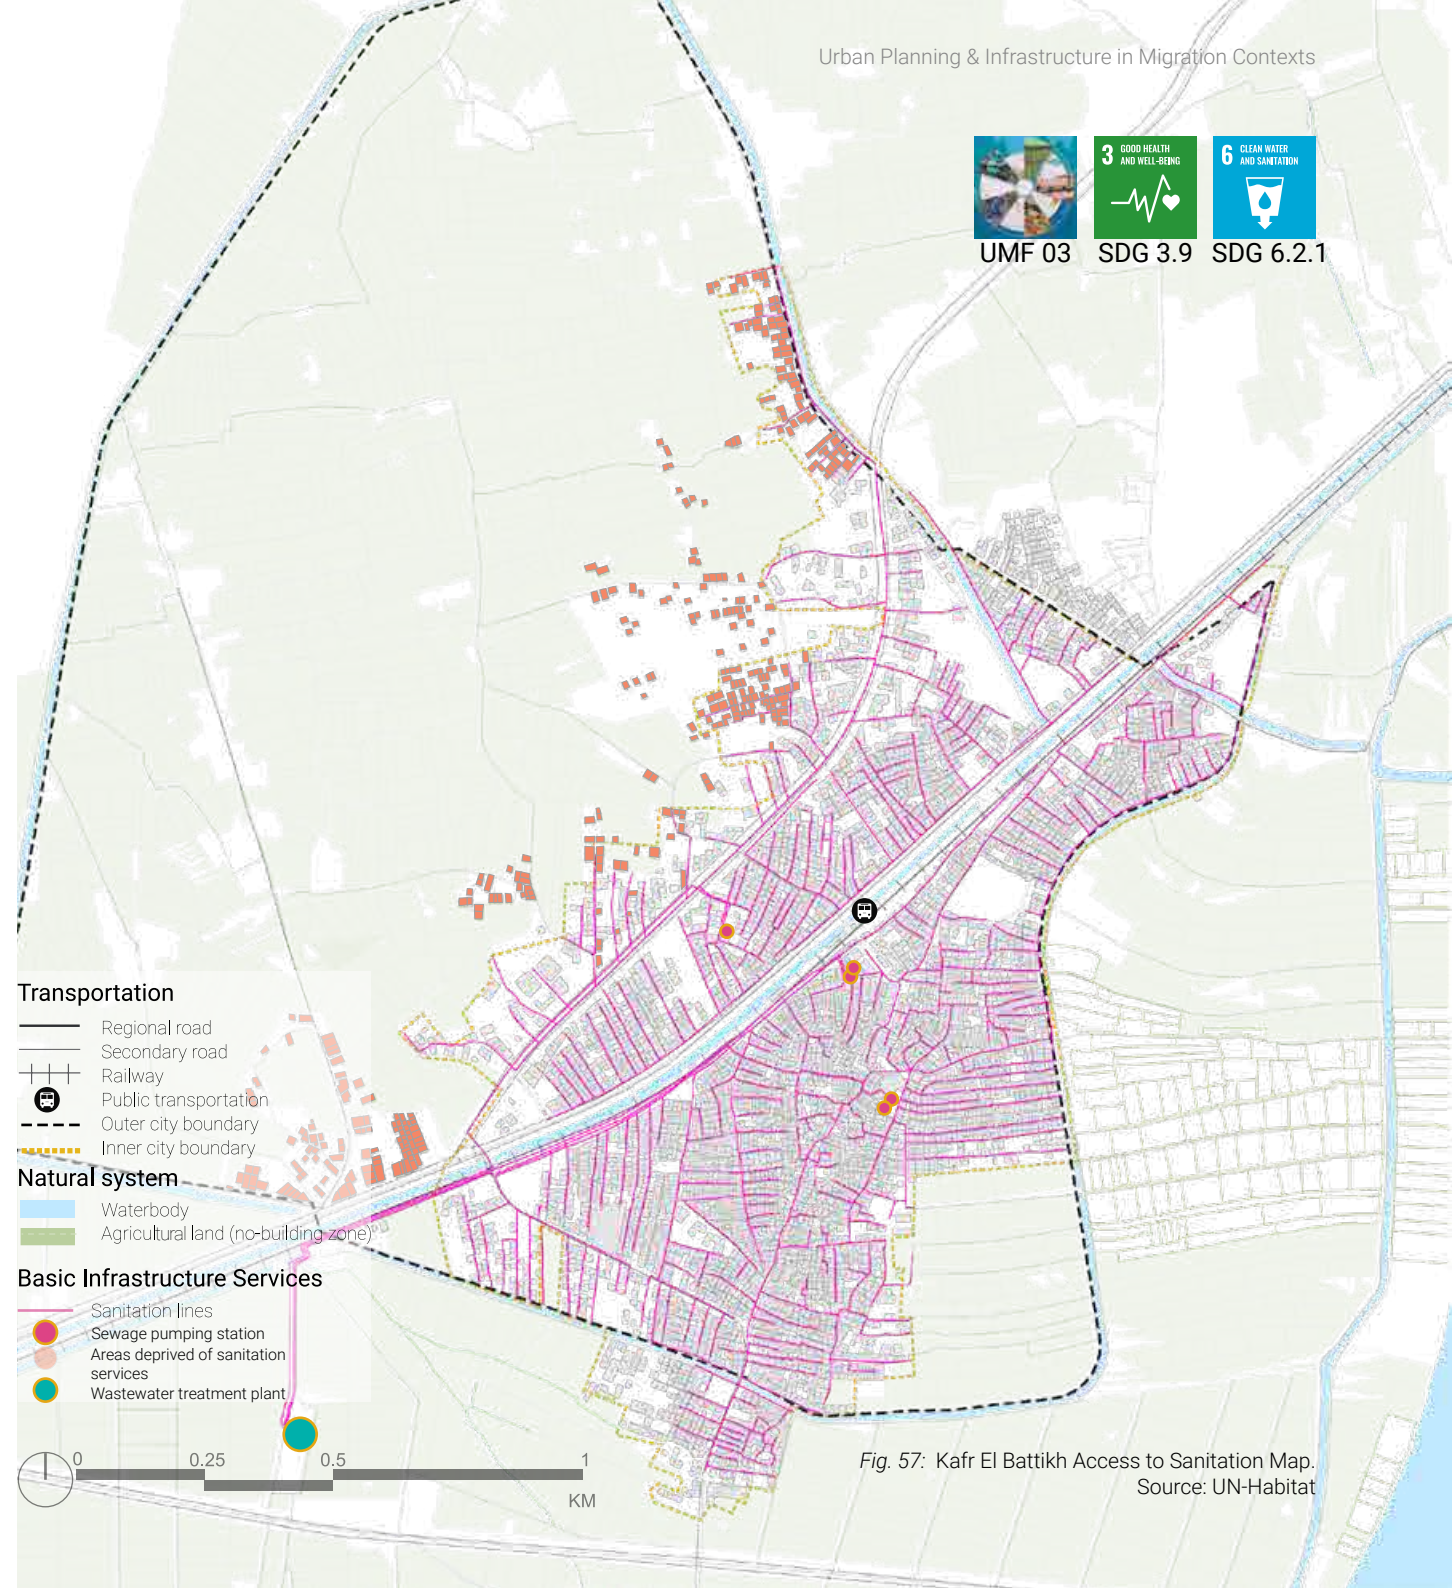 Urban Planning & Infrastructure in Migration Contexts
3 GOOD HEALTH
AND WELL-BEING
6 CLEAN WATER
AND SANITATION
UMF 03
SDG 3.9
SDG 6.2.1
Transportation
Regional road
Secondary road
Railway
Public transportation
Outer city boundary
Inner city boundary
Natural system
Waterbody
Agricultural land (no-building zone)
Basic Infrastructure Services
Sanitation lines
Sewage pumping station
Areas deprived of sanitation
services
Wastewater treatment plant
0 0.25 0.5 1
KM
Fig. 57: Kafr El Battikh Access to Sanitation Map.
Source: UN-Habitat